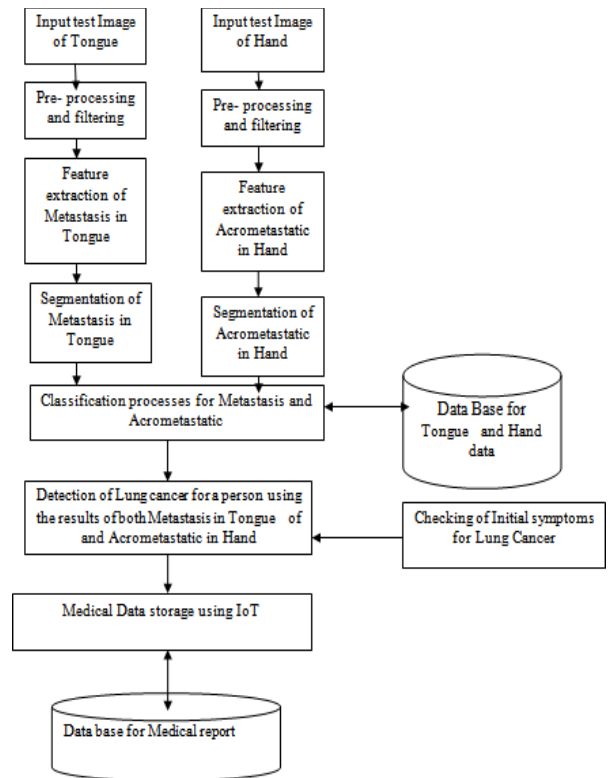 Input test Image
of Tongue
Input test Image
of Hand
Pre- processing
and filtering
Pre- processing
and filtering
Feature
extraction of
Metastasis in
Tongue
Feature
extraction of
Acrometastatic
in Hand
Segmentation of
Metastasis in
Tongue
Segmentation of
Acrometastatic
in Hand
Classification processes for Metastasis and
Acrometastatic
Data Base for
Tongue and Hand
data
Detection of Lung cancer for a person using
the results of both Metastasis in Tongue of
and Acrometastatic in Hand
Checking of Initial symptoms
for Lung Cancer
Medical Data storage using IoT
Data base for Medical report